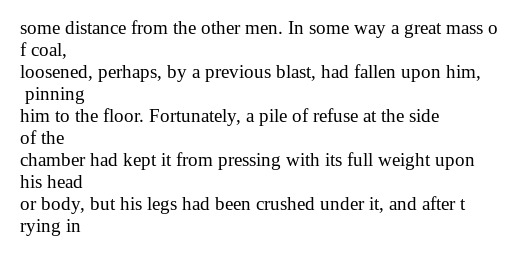 some distance from the other men. In some way a great mass o
f coal,
loosened, perhaps, by a previous blast, had fallen upon him,
 pinning
him to the floor. Fortunately, a pile of refuse at the side
of the
chamber had kept it from pressing with its full weight upon
his head
or body, but his legs had been crushed under it, and after t
rying in